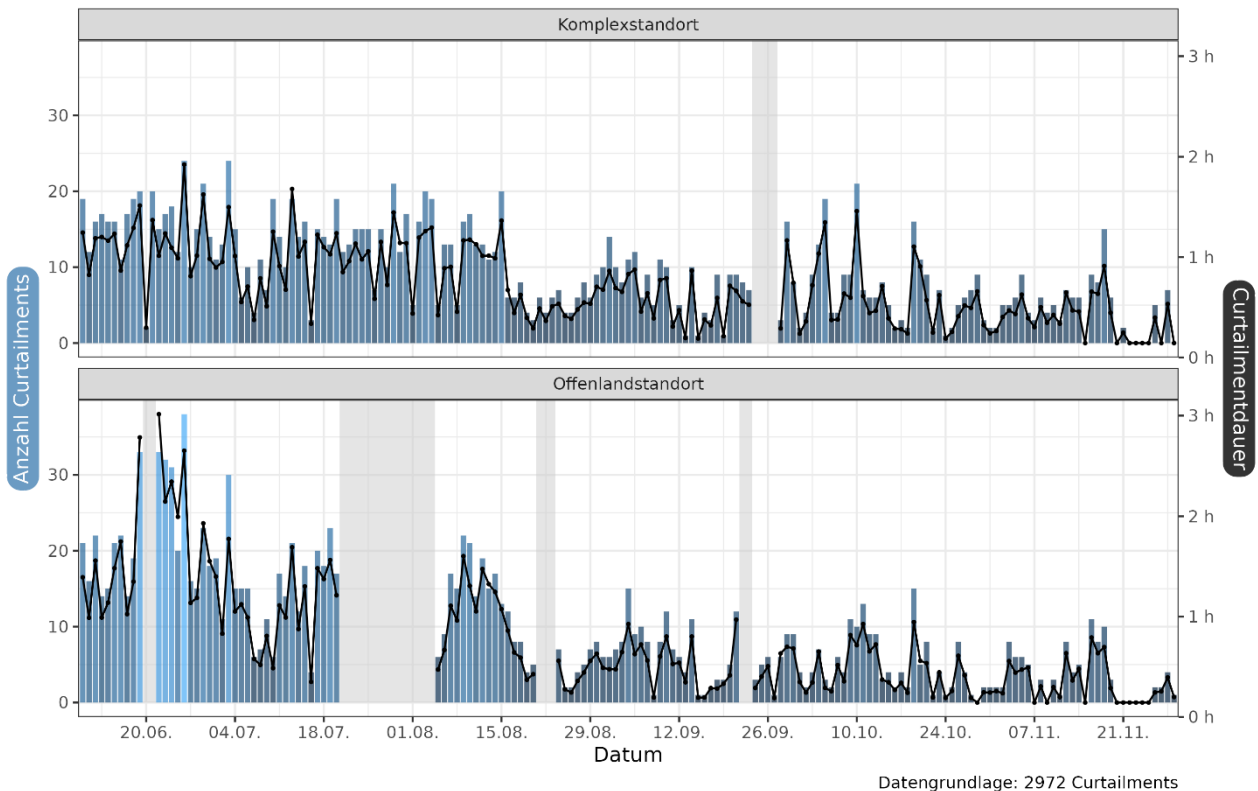 Komplexstandort
30
20
10
0
3 h
2 h
1 h
0 h
Offenlandstandort
30
20
10
0
3 h
2 h
1 h
0 h
Anzahl Curtailments
Curtailmentdauer
20.06. 04.07. 18.07. 01.08. 15.08. 29.08. 12.09. 26.09. 10.10. 24.10. 07.11. 21.11.
Datum
Datengrundlage: 2972 Curtailments